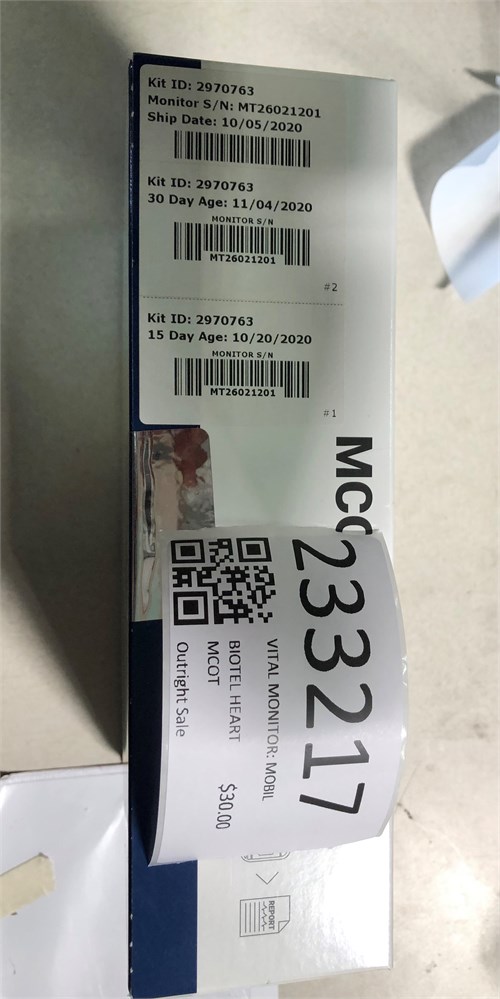 Kit ID: 2970763
Monitor S/N: MT26021201
Ship Date: 10/05/2020
Kit ID: 2970763
30 Day Age: 11/04/2020
MONITOR S/N
MT26021201
#2
Kit ID: 2970763
15 Day Age: 10/20/2020
MONITOR S/N
MT26021201
#1
MCO
233217
VITAL MONITOR: MOBIL
BIOTEL HEART $30.00
MCOT
Outright Sale
REPORT